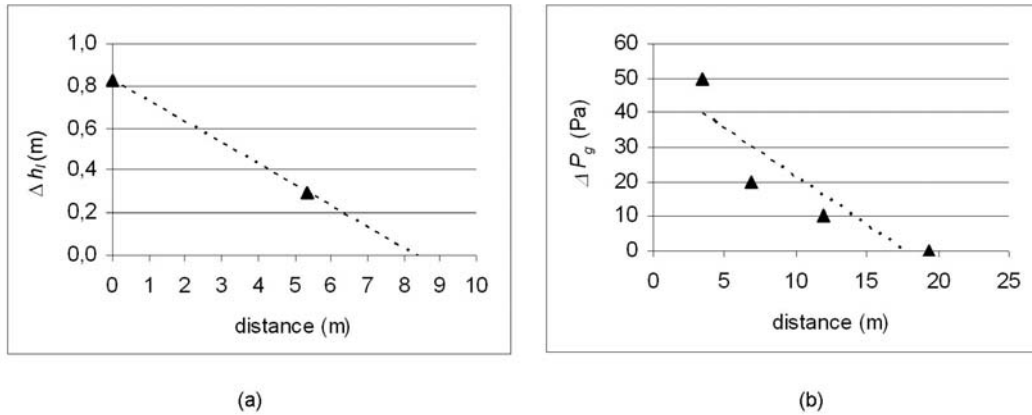 1,0
0,8
0,6
0,4
0,2
0,0
Δ h_l (m)
0 1 2 3 4 5 6 7 8 9 10
distance (m)
(a)
60
50
40
30
20
10
0
Δ P_g (Pa)
0 5 10 15 20 25
distance (m)
(b)